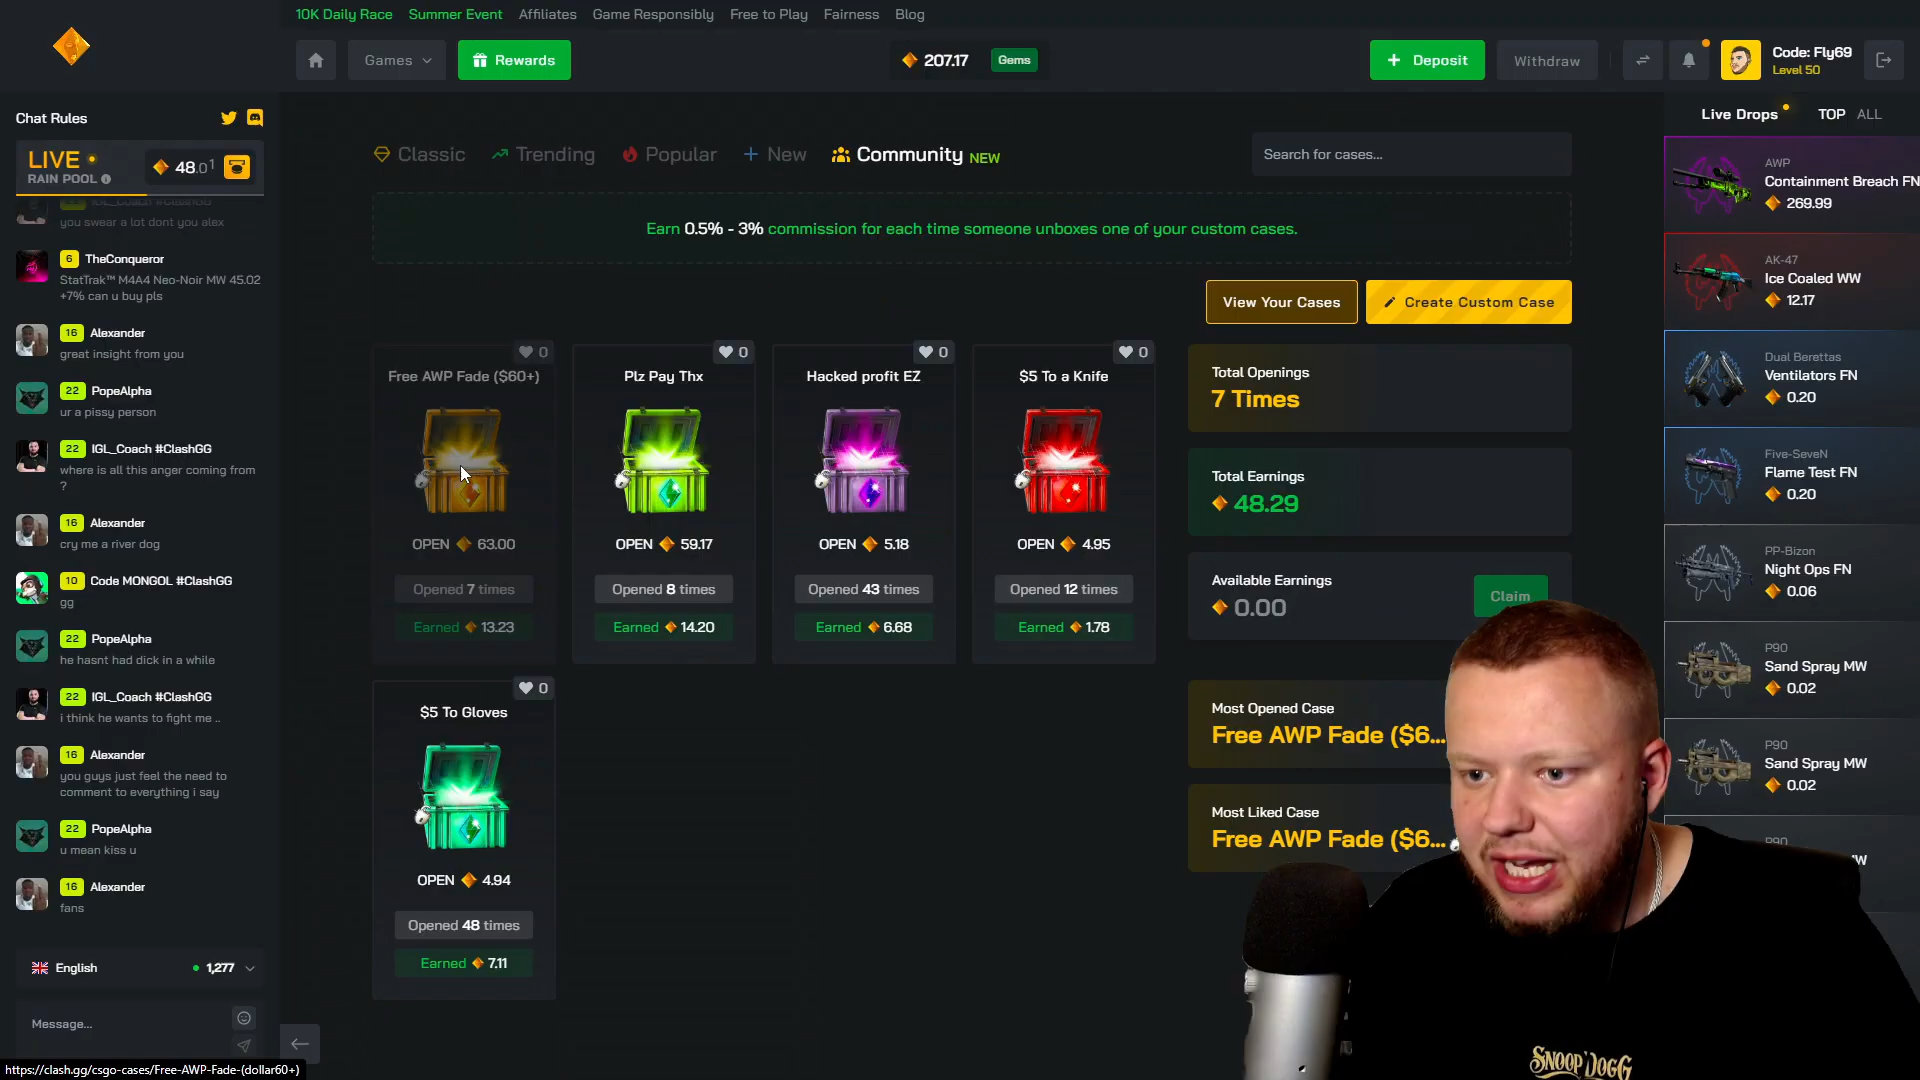 10K Daily Race Summer Event Affiliates Game Responsibly Free to Play Fairness Blog
Games Rewards 207.17 Gems Deposit Withdraw Code: Fly69
Level 50
Chat Rules
LIVE
RAIN POOL 48.01
IGL_Coach #ClashGG
you swear a lot dont you alex
6 TheConqueror
StatTrak™ M4A4 Neo-Noir MW 45.02
+7% can u buy pls
16 Alexander
great insight from you
22 PopeAlpha
ur a pissy person
22 IGL_Coach #ClashGG
where is all this anger coming from
?
16 Alexander
cry me a river dog
10 Code MONGOL #ClashGG
gg
22 PopeAlpha
he hasnt had dick in a while
22 IGL_Coach #ClashGG
i think he wants to fight me ..
16 Alexander
you guys just feel the need to
comment to everything i say
22 PopeAlpha
u mean kiss u
16 Alexander
fans
English 1,277
Message...
https://clash.gg/csgo-cases/Free-AWP-Fade-(dollar60+)
Classic Trending Popular New Community NEW
Search for cases...
Earn 0.5% - 3% commission for each time someone unboxes one of your custom cases.
View Your Cases Create Custom Case
0
Free AWP Fade ($60+)
OPEN 63.00
Opened 7 times
Earned 13.23
0
Plz Pay Thx
OPEN 59.17
Opened 8 times
Earned 14.20
0
Hacked profit EZ
OPEN 5.18
Opened 43 times
Earned 6.68
0
$5 To a Knife
OPEN 4.95
Opened 12 times
Earned 1.78
0
$5 To Gloves
OPEN 4.94
Opened 48 times
Earned 7.11
Total Openings
7 Times
Total Earnings
48.29
Available Earnings
0.00
Claim
Most Opened Case
Free AWP Fade ($6...
Most Liked Case
Free AWP Fade ($6...
Live Drops TOP ALL
AWP
Containment Breach FN
269.99
AK-47
Ice Coaled WW
12.17
Dual Berettas
Ventilators FN
0.20
Five-SeveN
Flame Test FN
0.20
PP-Bizon
Night Ops FN
0.06
P90
Sand Spray MW
0.02
P90
Sand Spray MW
0.02
P90
SNOOP DOGG